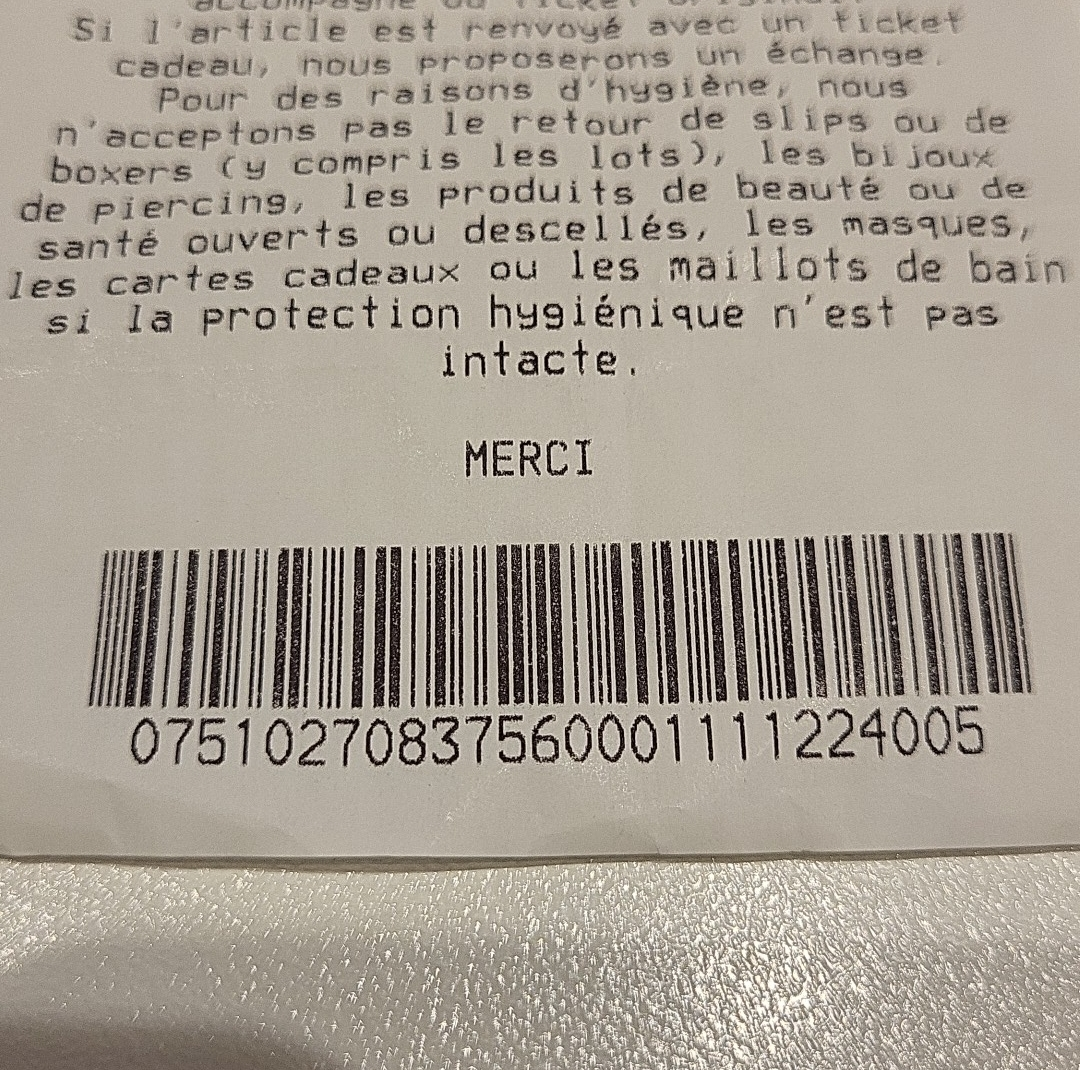 Si l'article est renvoyé avec un ticket
cadeau, nous proposerons un échange.
Pour des raisons d'hygiène, nous
n'acceptons pas le retour de slips ou de
boxers (y compris les lots), les bijoux
de piercing, les produits de beauté ou de
santé ouverts ou descellés, les masques,
les cartes cadeaux ou les maillots de bain
si la protection hygiénique n'est pas
intacte.
MERCI
07510270837560001111224005